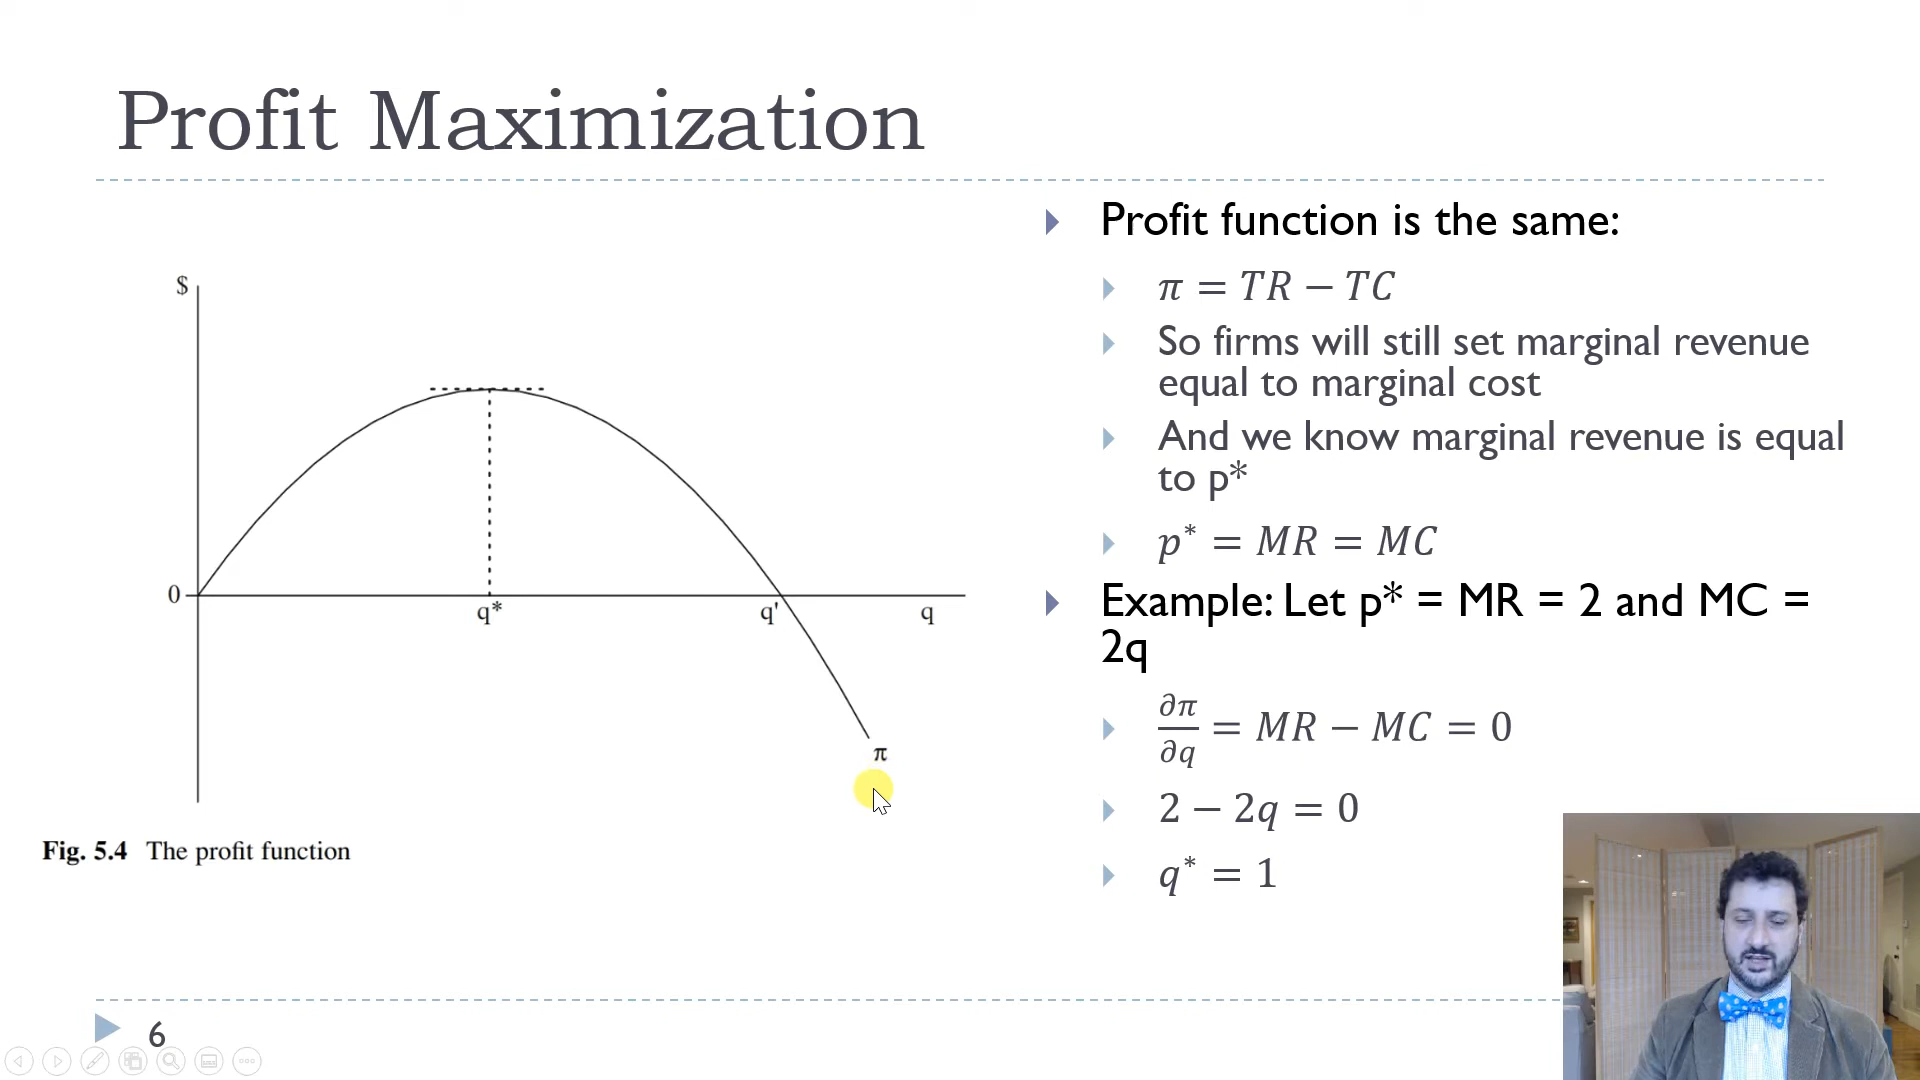 Profit Maximization
$
0
q*
q'
q
π
Fig. 5.4 The profit function
Profit function is the same:
π = TR − TC
So firms will still set marginal revenue
equal to marginal cost
And we know marginal revenue is equal
to p*
p* = MR = MC
Example: Let p* = MR = 2 and MC =
2q
∂π/∂q = MR − MC = 0
2 − 2q = 0
q* = 1
6